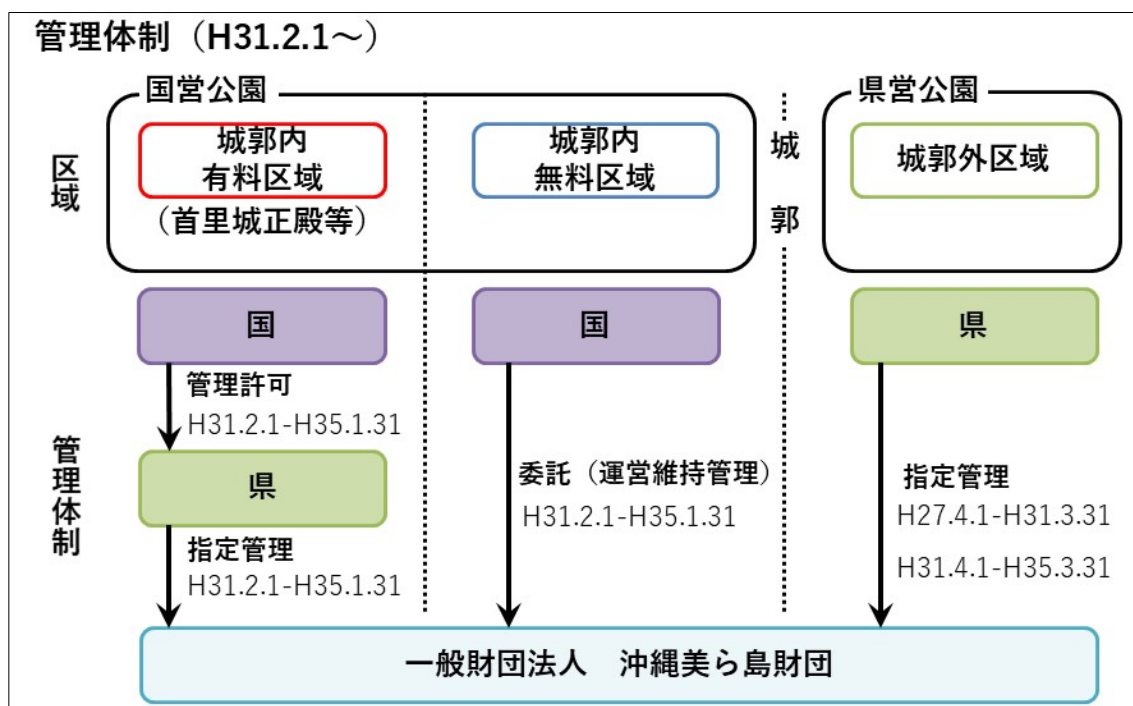 管理体制（H31.2.1～）
国営公園
県営公園
区域
城郭内
有料区域
（首里城正殿等）
城郭内
無料区域
城郭
城郭外区域
国
国
県
管理体制
管理許可
H31.2.1-H35.1.31
県
指定管理
H31.2.1-H35.1.31
委託（運営維持管理）
H31.2.1-H35.1.31
指定管理
H27.4.1-H31.3.31
H31.4.1-H35.3.31
一般財団法人　沖縄美ら島財団